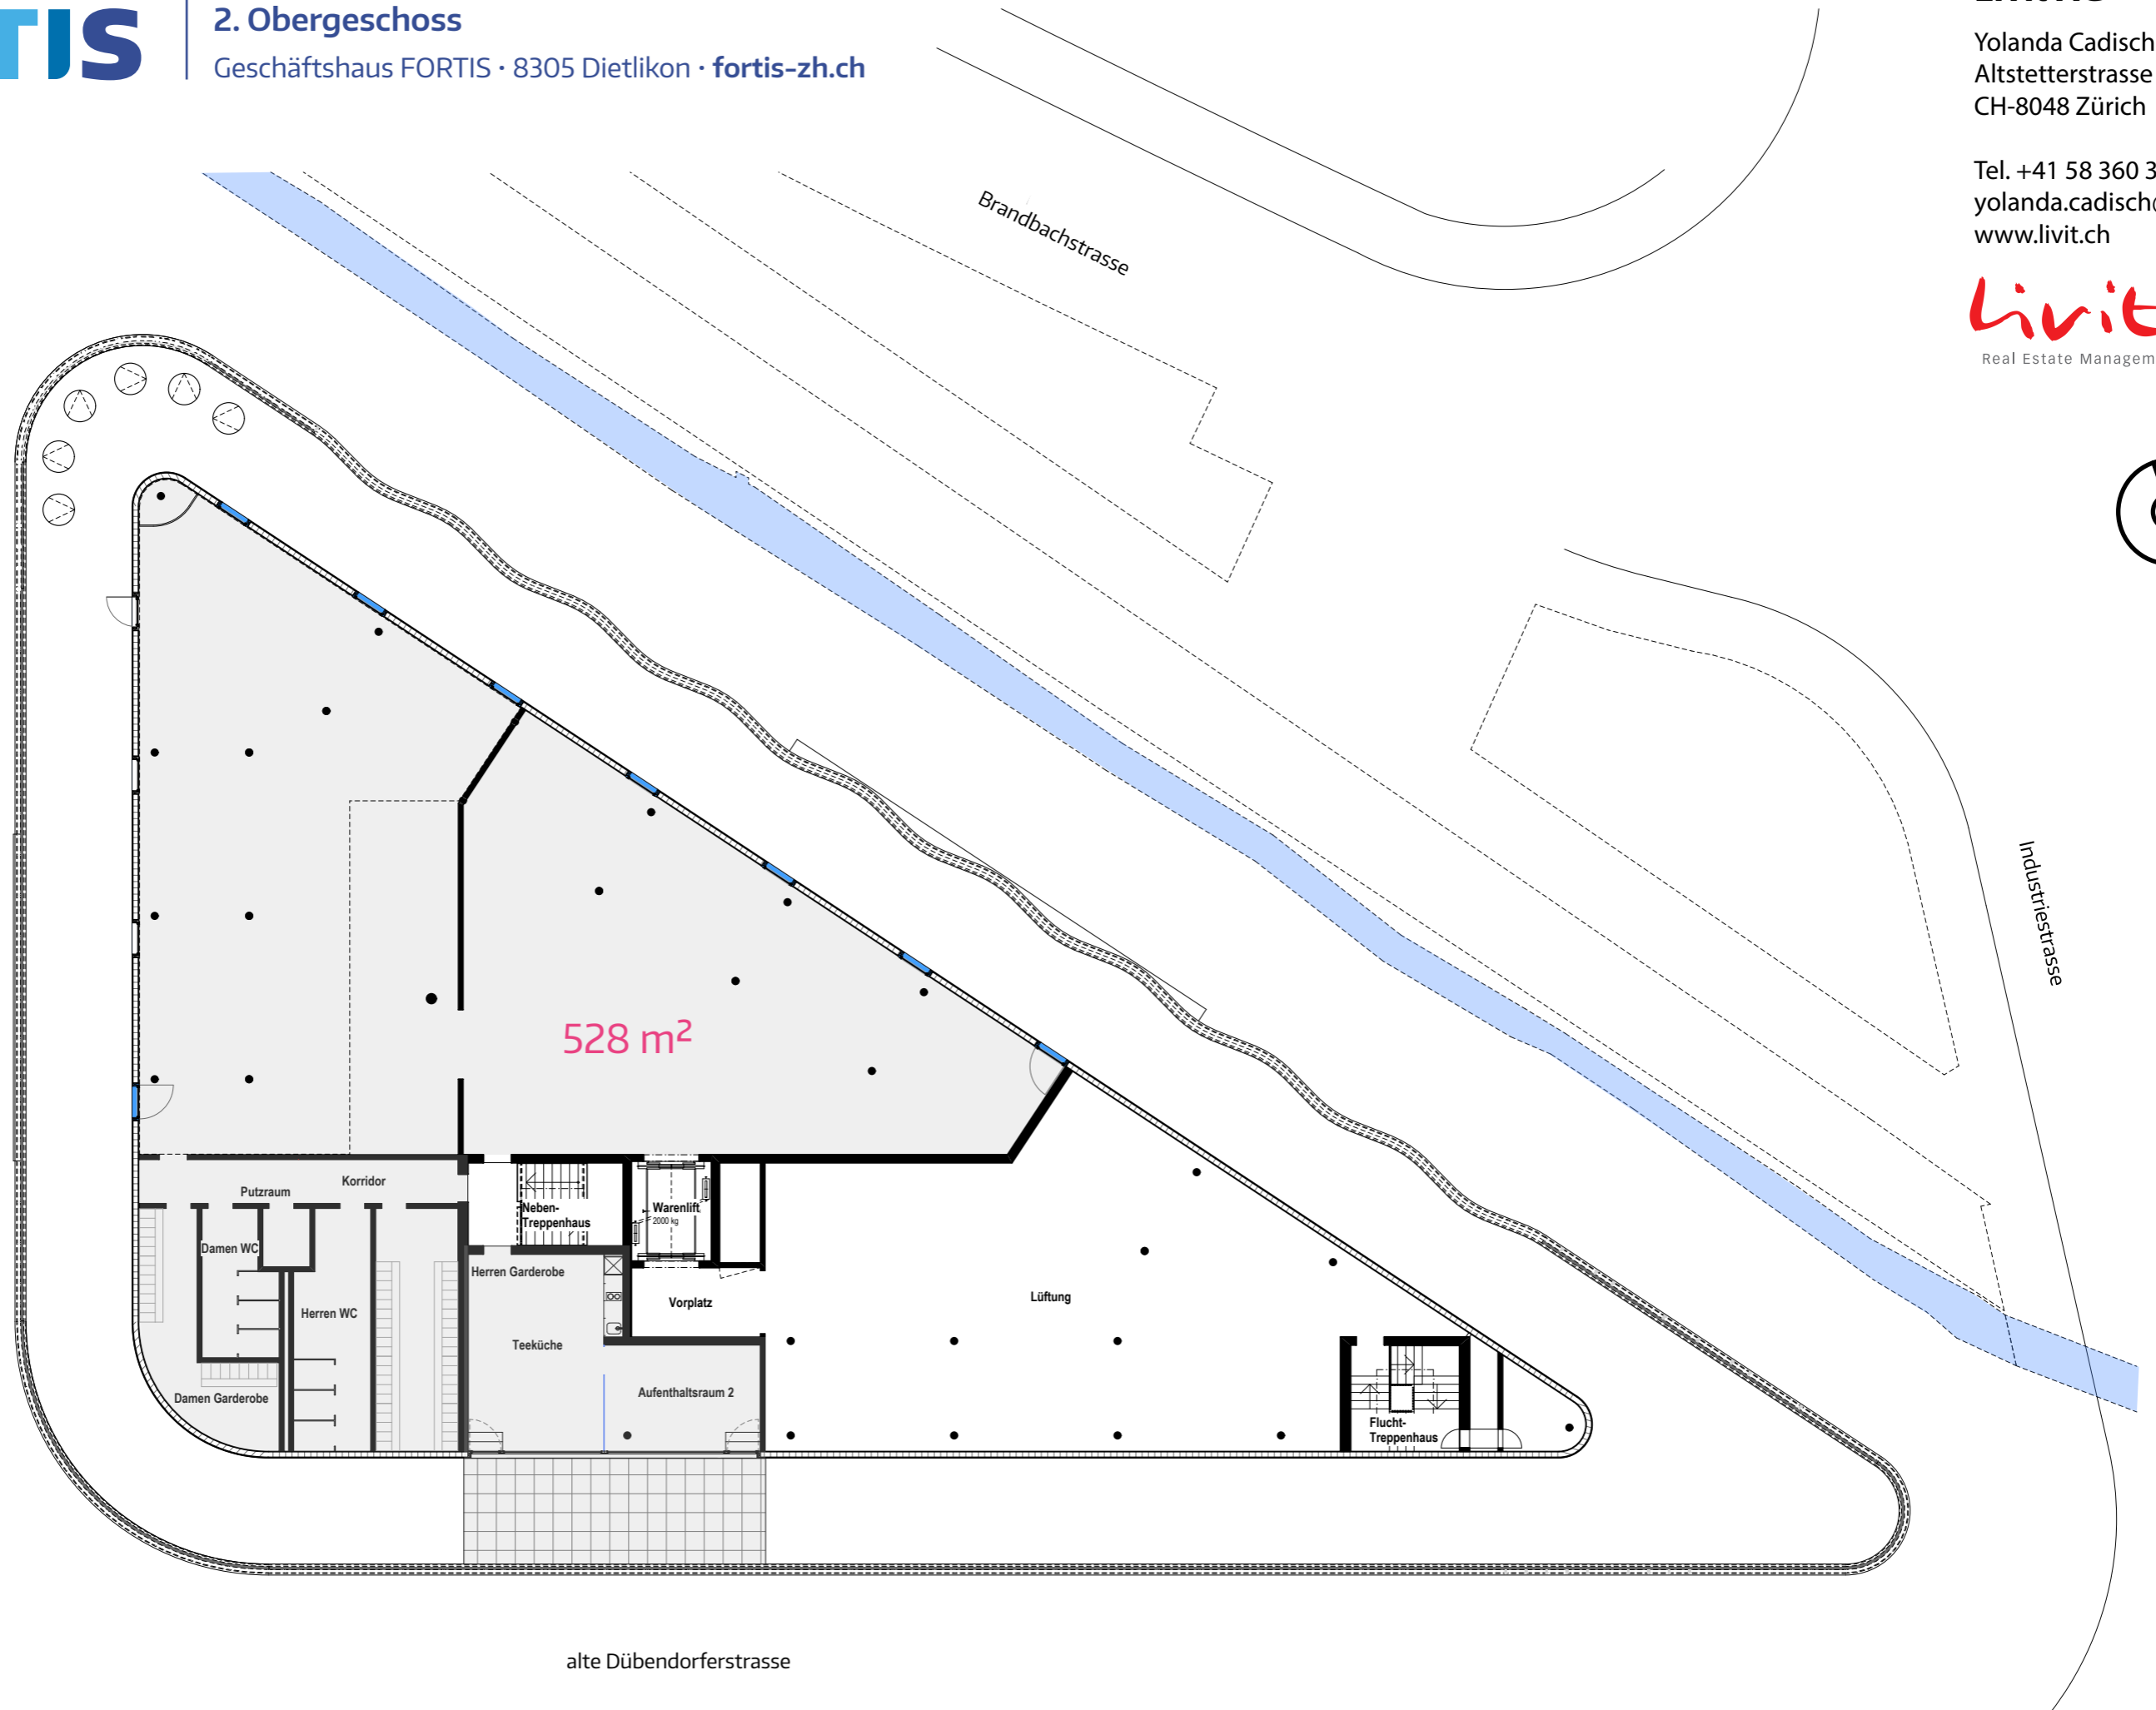 TIS
2. Obergeschoss
Geschäftshaus FORTIS · 8305 Dietlikon · fortis-zh.ch
Yolanda Cadisch
Altstetterstrasse
CH-8048 Zürich
Tel. +41 58 360 3
yolanda.cadisch
www.livit.ch
Livit
Real Estate Managem
Brandbachstrasse
Industriestrasse
528 m²
Korridor
Putzraum
Neben-
Treppenhaus
Warenlift
2000 kg
Damen WC
Herren Garderobe
Vorplatz
Lüftung
Herren WC
Teeküche
Aufenthaltsraum 2
Damen Garderobe
Flucht-
Treppenhaus
alte Dübendorferstrasse